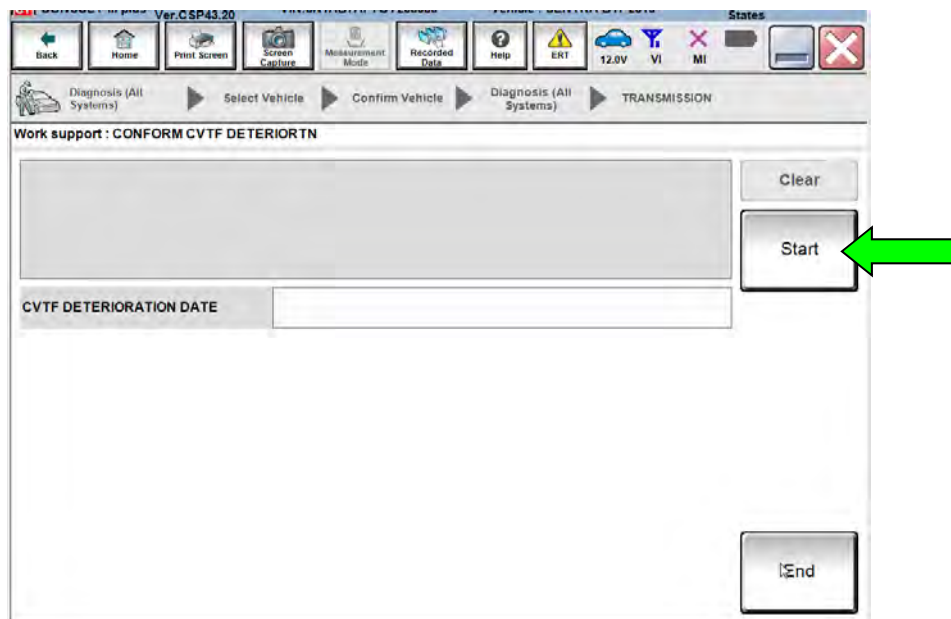 Ver.CSP43.20
States
Back
Home
Print Screen
Screen Capture
Measurement Mode
Recorded Data
Help
ERT
12.0V
VI
MI
Diagnosis (All Systems)
Select Vehicle
Confirm Vehicle
Diagnosis (All Systems)
TRANSMISSION
Work support : CONFORM CVTF DETERIORTN
Clear
Start
CVTF DETERIORATION DATE
End